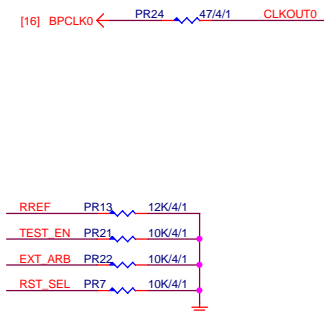 [16] BPCLK0 PR24 47/4/1 CLKOUT0
RREF PR13 12K/4/1
TEST_EN PR21 10K/4/1
EXT_ARB PR22 10K/4/1
RST_SEL PR7 10K/4/1